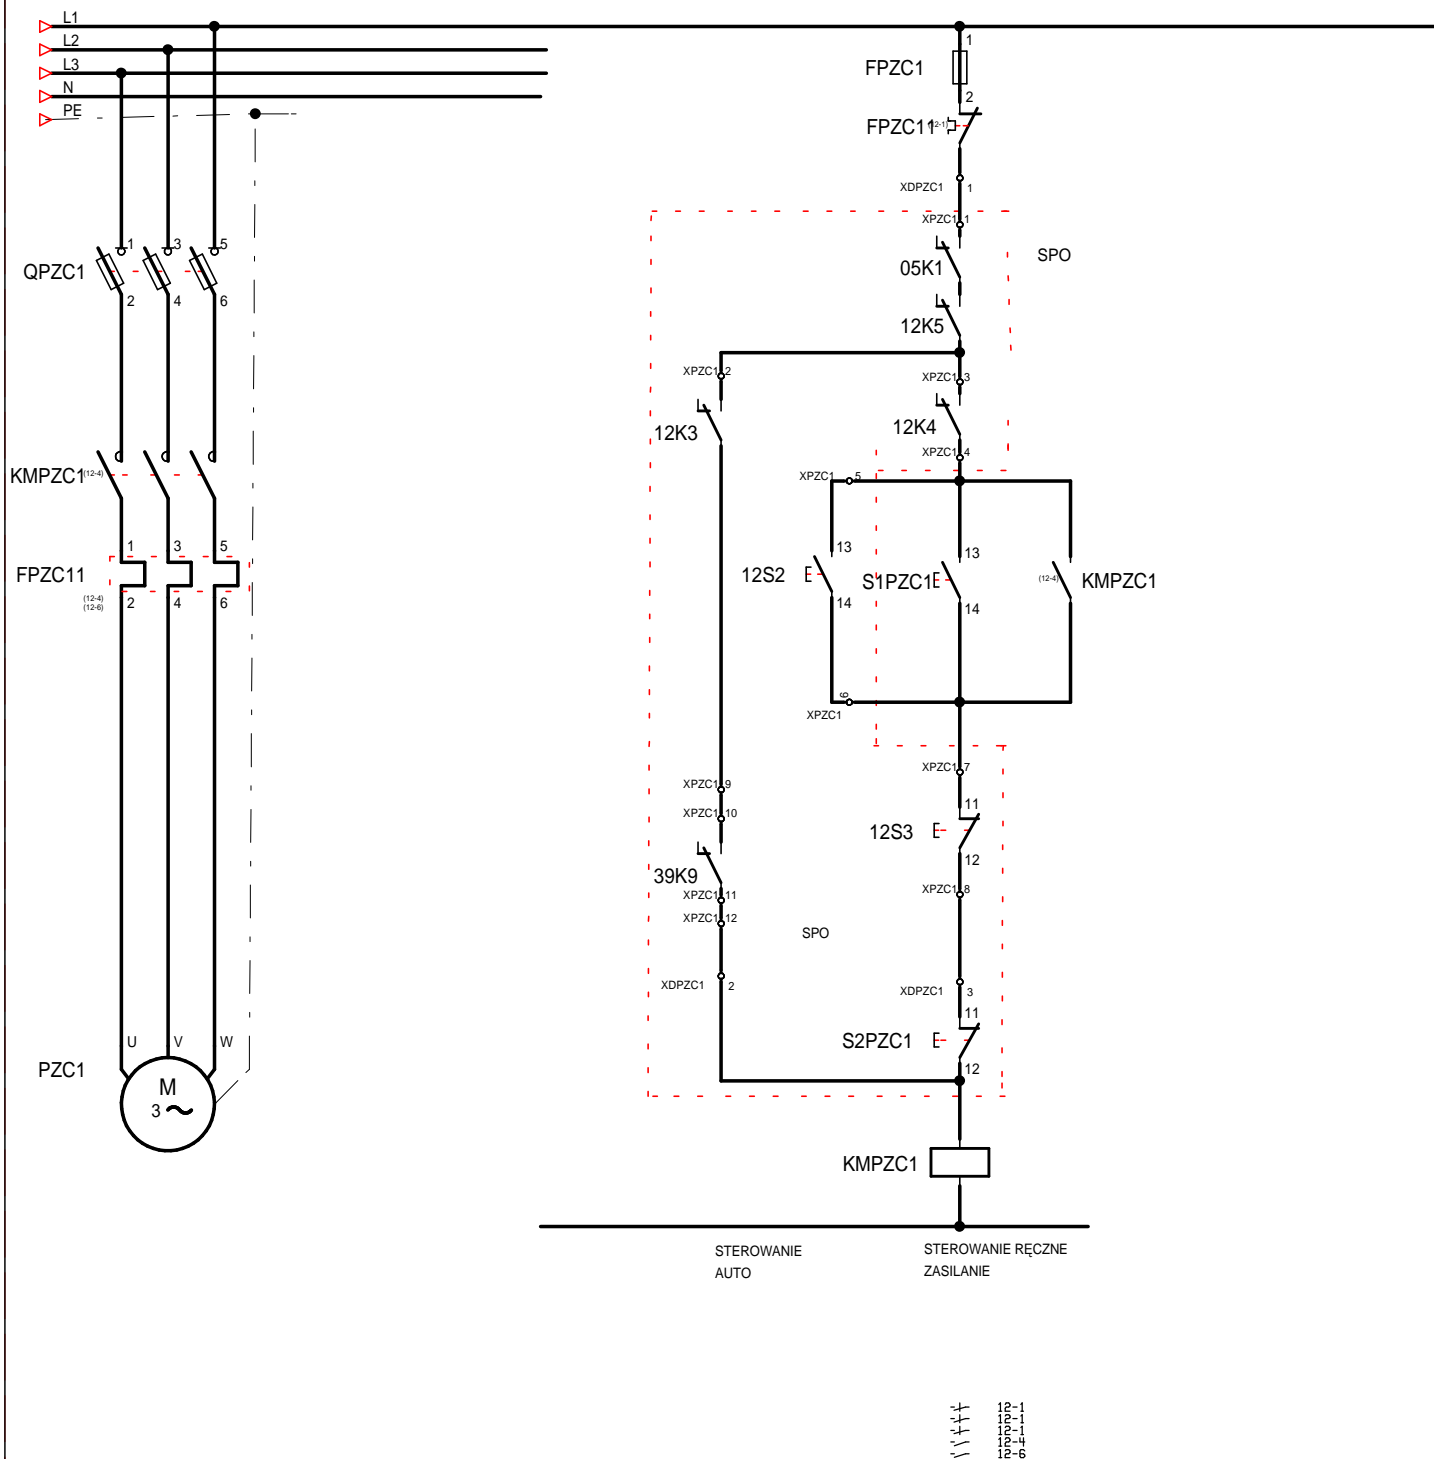 L1
L2
L3
N
PE
1 3 5
QPZC1
2 4 6
KMPZC1 (12-4)
1 3 5
FPZC11
(12-4)
(12-6)
2 4 6
U V W
PZC1
M
3
1
FPZC1
2
FPZC11 (12-1)
XDPZC1 1
XPZC1 1
05K1
SPO
12K5
XPZC1 2
XPZC1 3
12K3
12K4
XPZC1 4
XPZC1 5
13
12S2
14
13
S1PZC1
14
(12-4) KMPZC1
6
XPZC1
XPZC1 7
XPZC1 9
XPZC1 10
11
12S3
12
39K9
XPZC1 11
XPZC1 8
XPZC1 12
SPO
XDPZC1 2
XDPZC1 3
11
S2PZC1
12
KMPZC1
STEROWANIE
AUTO
STEROWANIE RĘCZNE
ZASILANIE
12-1
12-1
12-1
12-4
12-6